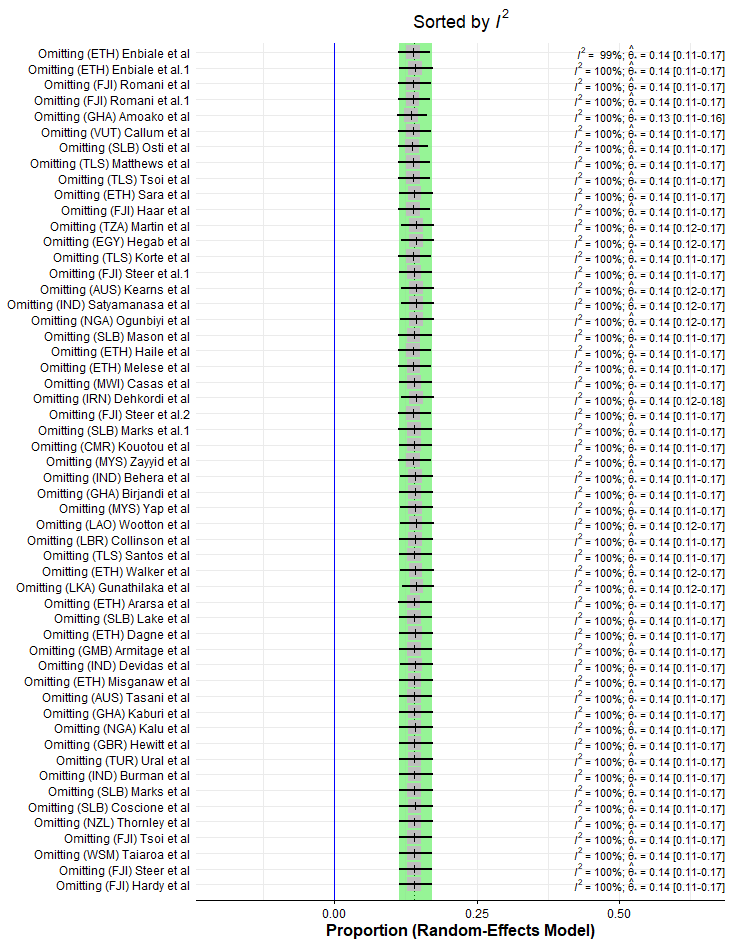 Sorted by I²
Omitting (ETH) Enbiale et al I² = 99%; θ̂* = 0.14 [0.11-0.17]
Omitting (ETH) Enbiale et al.1 I² = 100%; θ̂* = 0.14 [0.11-0.17]
Omitting (FJI) Romani et al I² = 100%; θ̂* = 0.14 [0.11-0.17]
Omitting (FJI) Romani et al.1 I² = 100%; θ̂* = 0.14 [0.11-0.17]
Omitting (GHA) Amoako et al I² = 100%; θ̂* = 0.13 [0.11-0.16]
Omitting (VUT) Callum et al I² = 100%; θ̂* = 0.14 [0.11-0.17]
Omitting (SLB) Osti et al I² = 100%; θ̂* = 0.14 [0.11-0.17]
Omitting (TLS) Matthews et al I² = 100%; θ̂* = 0.14 [0.11-0.17]
Omitting (TLS) Tsoi et al I² = 100%; θ̂* = 0.14 [0.11-0.17]
Omitting (ETH) Sara et al I² = 100%; θ̂* = 0.14 [0.11-0.17]
Omitting (FJI) Haar et al I² = 100%; θ̂* = 0.14 [0.11-0.17]
Omitting (TZA) Martin et al I² = 100%; θ̂* = 0.14 [0.12-0.17]
Omitting (EGY) Hegab et al I² = 100%; θ̂* = 0.14 [0.12-0.17]
Omitting (TLS) Korte et al I² = 100%; θ̂* = 0.14 [0.11-0.17]
Omitting (FJI) Steer et al.1 I² = 100%; θ̂* = 0.14 [0.11-0.17]
Omitting (AUS) Kearns et al I² = 100%; θ̂* = 0.14 [0.12-0.17]
Omitting (IND) Satyamanasa et al I² = 100%; θ̂* = 0.14 [0.12-0.17]
Omitting (NGA) Ogunbiyi et al I² = 100%; θ̂* = 0.14 [0.12-0.17]
Omitting (SLB) Mason et al I² = 100%; θ̂* = 0.14 [0.11-0.17]
Omitting (ETH) Haile et al I² = 100%; θ̂* = 0.14 [0.11-0.17]
Omitting (ETH) Melese et al I² = 100%; θ̂* = 0.14 [0.11-0.17]
Omitting (MWI) Casas et al I² = 100%; θ̂* = 0.14 [0.11-0.17]
Omitting (IRN) Dehkordi et al I² = 100%; θ̂* = 0.14 [0.12-0.18]
Omitting (FJI) Steer et al.2 I² = 100%; θ̂* = 0.14 [0.11-0.17]
Omitting (SLB) Marks et al.1 I² = 100%; θ̂* = 0.14 [0.11-0.17]
Omitting (CMR) Kouotou et al I² = 100%; θ̂* = 0.14 [0.11-0.17]
Omitting (MYS) Zayyid et al I² = 100%; θ̂* = 0.14 [0.11-0.17]
Omitting (IND) Behera et al I² = 100%; θ̂* = 0.14 [0.11-0.17]
Omitting (GHA) Birjandi et al I² = 100%; θ̂* = 0.14 [0.11-0.17]
Omitting (MYS) Yap et al I² = 100%; θ̂* = 0.14 [0.11-0.17]
Omitting (LAO) Wootton et al I² = 100%; θ̂* = 0.14 [0.12-0.17]
Omitting (LBR) Collinson et al I² = 100%; θ̂* = 0.14 [0.11-0.17]
Omitting (TLS) Santos et al I² = 100%; θ̂* = 0.14 [0.11-0.17]
Omitting (ETH) Walker et al I² = 100%; θ̂* = 0.14 [0.12-0.17]
Omitting (LKA) Gunathilaka et al I² = 100%; θ̂* = 0.14 [0.12-0.17]
Omitting (ETH) Ararsa et al I² = 100%; θ̂* = 0.14 [0.11-0.17]
Omitting (SLB) Lake et al I² = 100%; θ̂* = 0.14 [0.11-0.17]
Omitting (ETH) Dagne et al I² = 100%; θ̂* = 0.14 [0.11-0.17]
Omitting (GMB) Armitage et al I² = 100%; θ̂* = 0.14 [0.11-0.17]
Omitting (IND) Devidas et al I² = 100%; θ̂* = 0.14 [0.11-0.17]
Omitting (ETH) Misganaw et al I² = 100%; θ̂* = 0.14 [0.11-0.17]
Omitting (AUS) Tasani et al I² = 100%; θ̂* = 0.14 [0.11-0.17]
Omitting (GHA) Kaburi et al I² = 100%; θ̂* = 0.14 [0.11-0.17]
Omitting (NGA) Kalu et al I² = 100%; θ̂* = 0.14 [0.11-0.17]
Omitting (GBR) Hewitt et al I² = 100%; θ̂* = 0.14 [0.11-0.17]
Omitting (TUR) Ural et al I² = 100%; θ̂* = 0.14 [0.11-0.17]
Omitting (IND) Burman et al I² = 100%; θ̂* = 0.14 [0.11-0.17]
Omitting (SLB) Marks et al I² = 100%; θ̂* = 0.14 [0.11-0.17]
Omitting (SLB) Coscione et al I² = 100%; θ̂* = 0.14 [0.11-0.17]
Omitting (NZL) Thornley et al I² = 100%; θ̂* = 0.14 [0.11-0.17]
Omitting (FJI) Tsoi et al I² = 100%; θ̂* = 0.14 [0.11-0.17]
Omitting (WSM) Taiaroa et al I² = 100%; θ̂* = 0.14 [0.11-0.17]
Omitting (FJI) Steer et al I² = 100%; θ̂* = 0.14 [0.11-0.17]
Omitting (FJI) Hardy et al I² = 100%; θ̂* = 0.14 [0.11-0.17]
0.00 0.25 0.50
Proportion (Random-Effects Model)